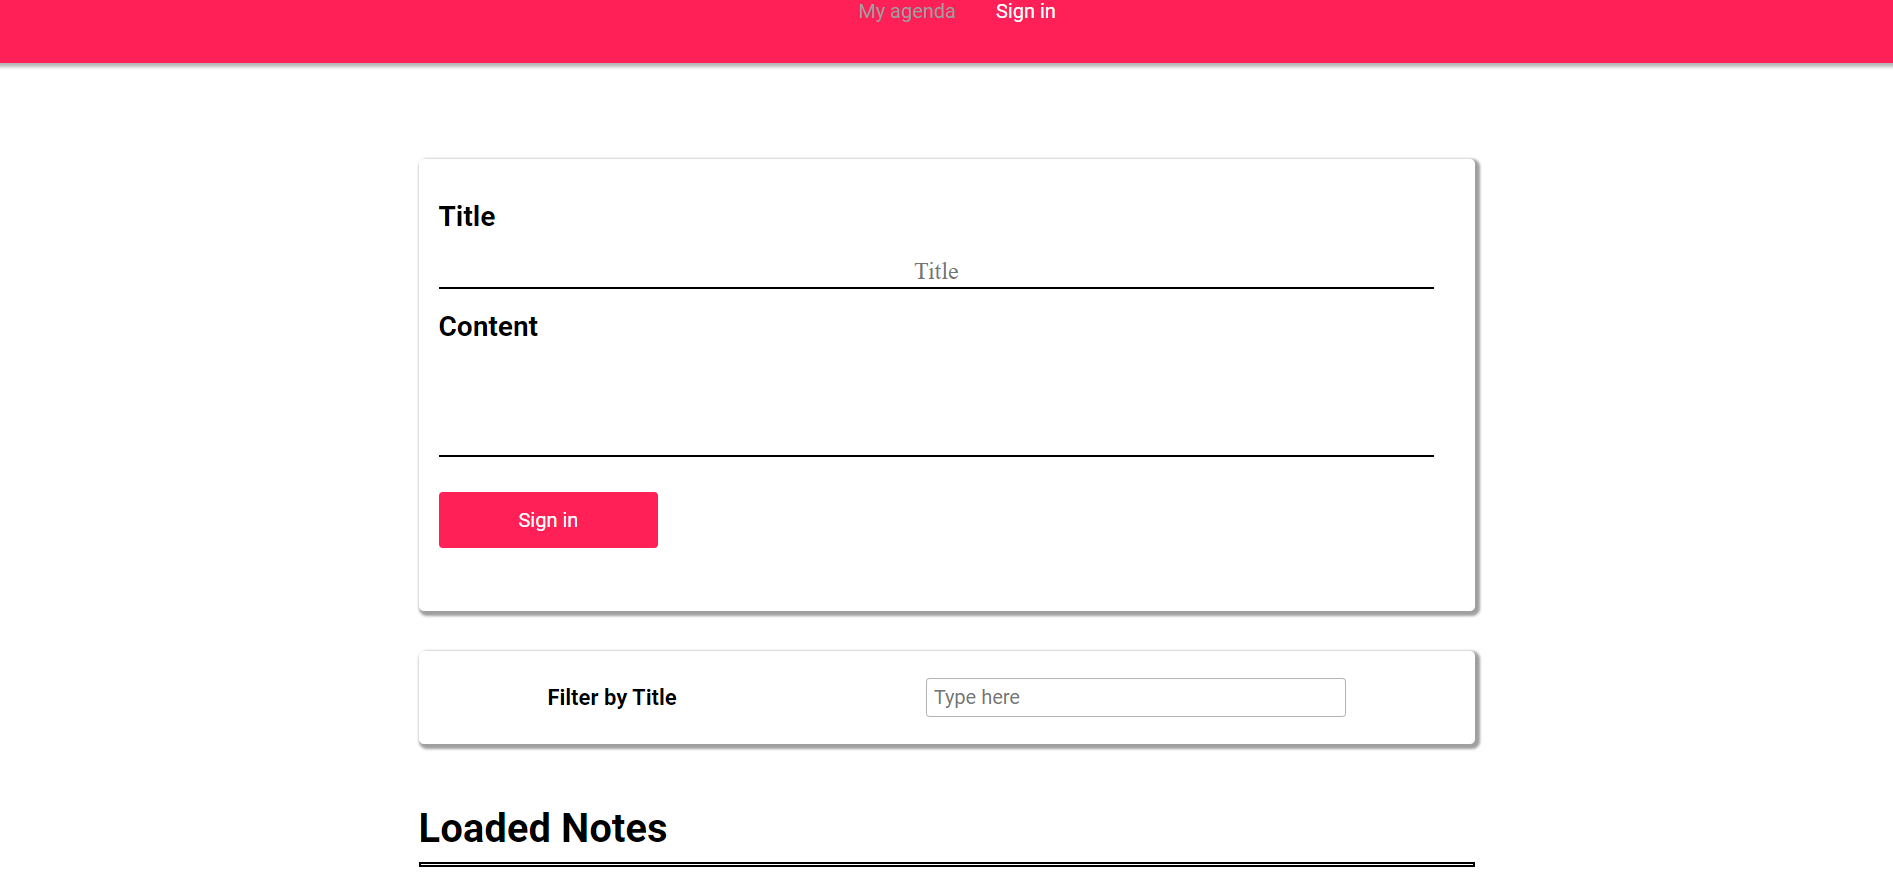 My agenda Sign in
Title
Title
Content
Sign in
Filter by Title Type here
Loaded Notes